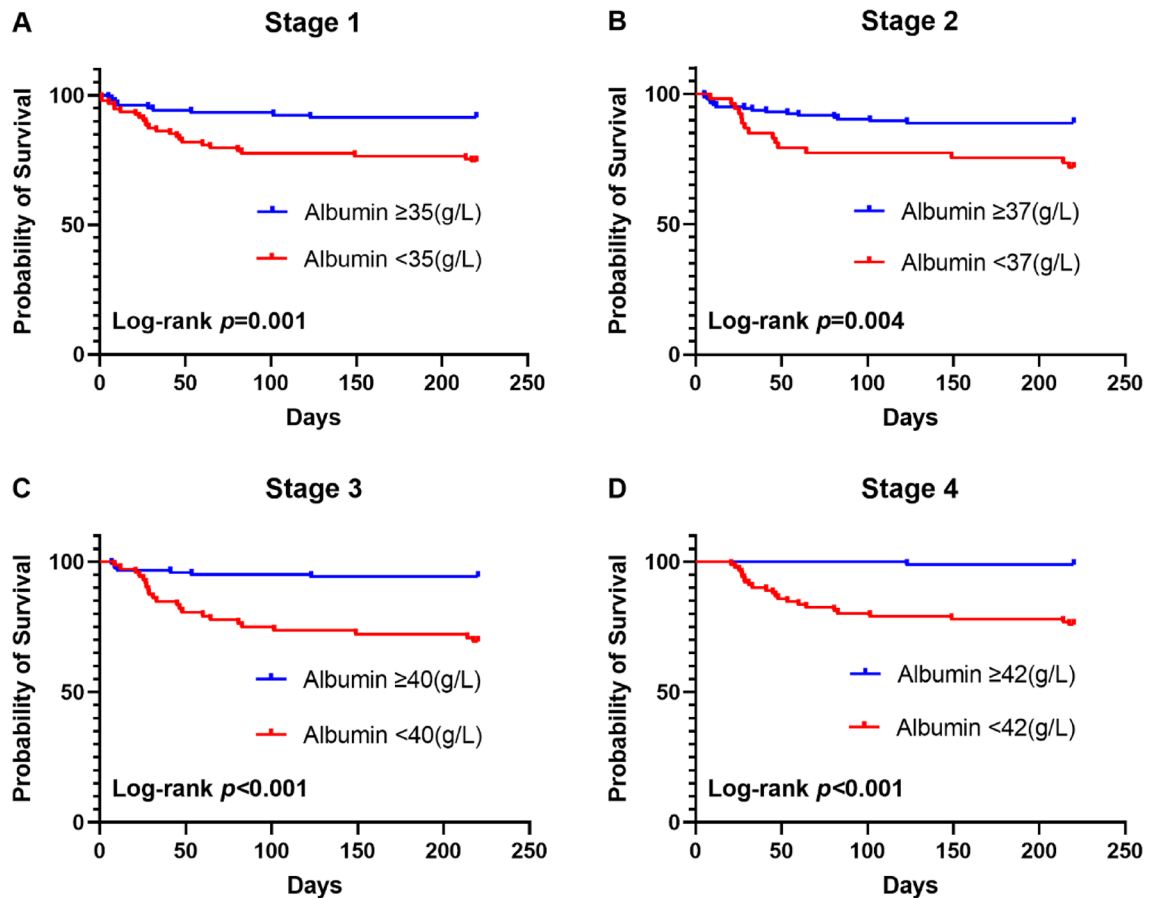 A Stage 1
Probability of Survival
100
50
0
Albumin ≥35(g/L)
Albumin <35(g/L)
Log-rank p=0.001
0 50 100 150 200 250
Days
B Stage 2
Probability of Survival
100
50
0
Albumin ≥37(g/L)
Albumin <37(g/L)
Log-rank p=0.004
0 50 100 150 200 250
Days
C Stage 3
Probability of Survival
100
50
0
Albumin ≥40(g/L)
Albumin <40(g/L)
Log-rank p<0.001
0 50 100 150 200 250
Days
D Stage 4
Probability of Survival
100
50
0
Albumin ≥42(g/L)
Albumin <42(g/L)
Log-rank p<0.001
0 50 100 150 200 250
Days